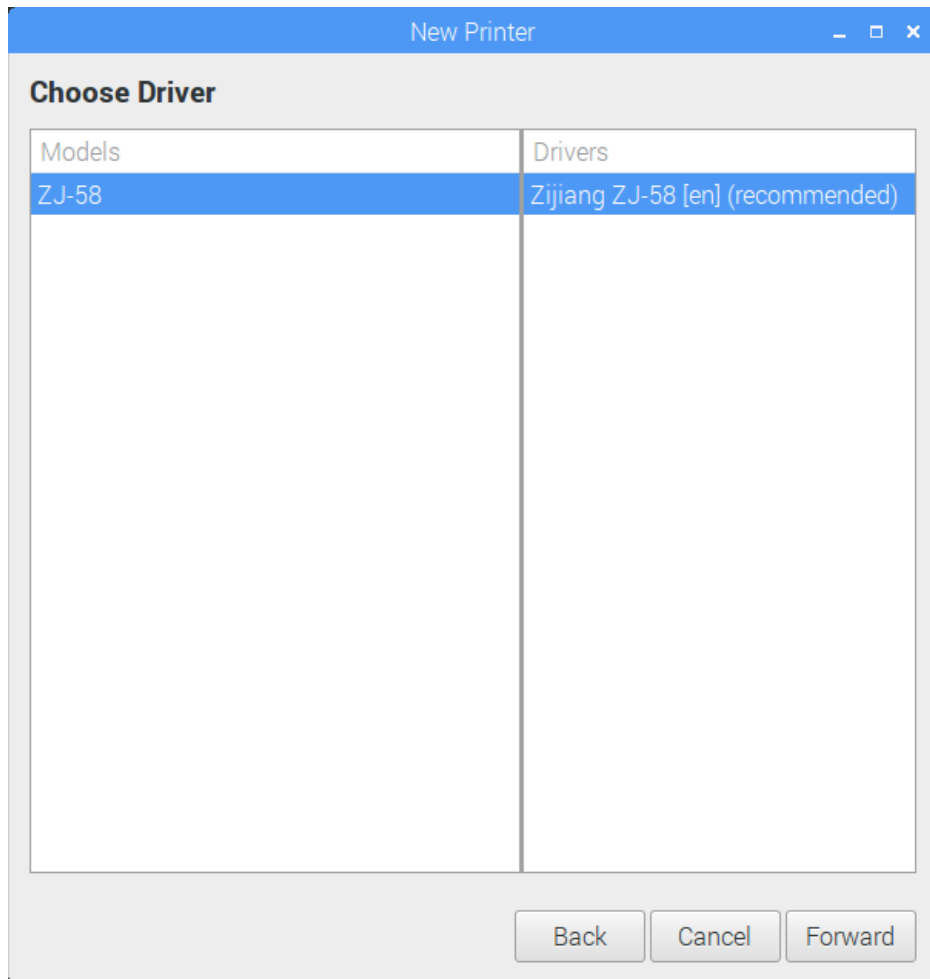 New Printer
Choose Driver
Models Drivers
ZJ-58 Zijiang ZJ-58 [en] (recommended)
Back Cancel Forward